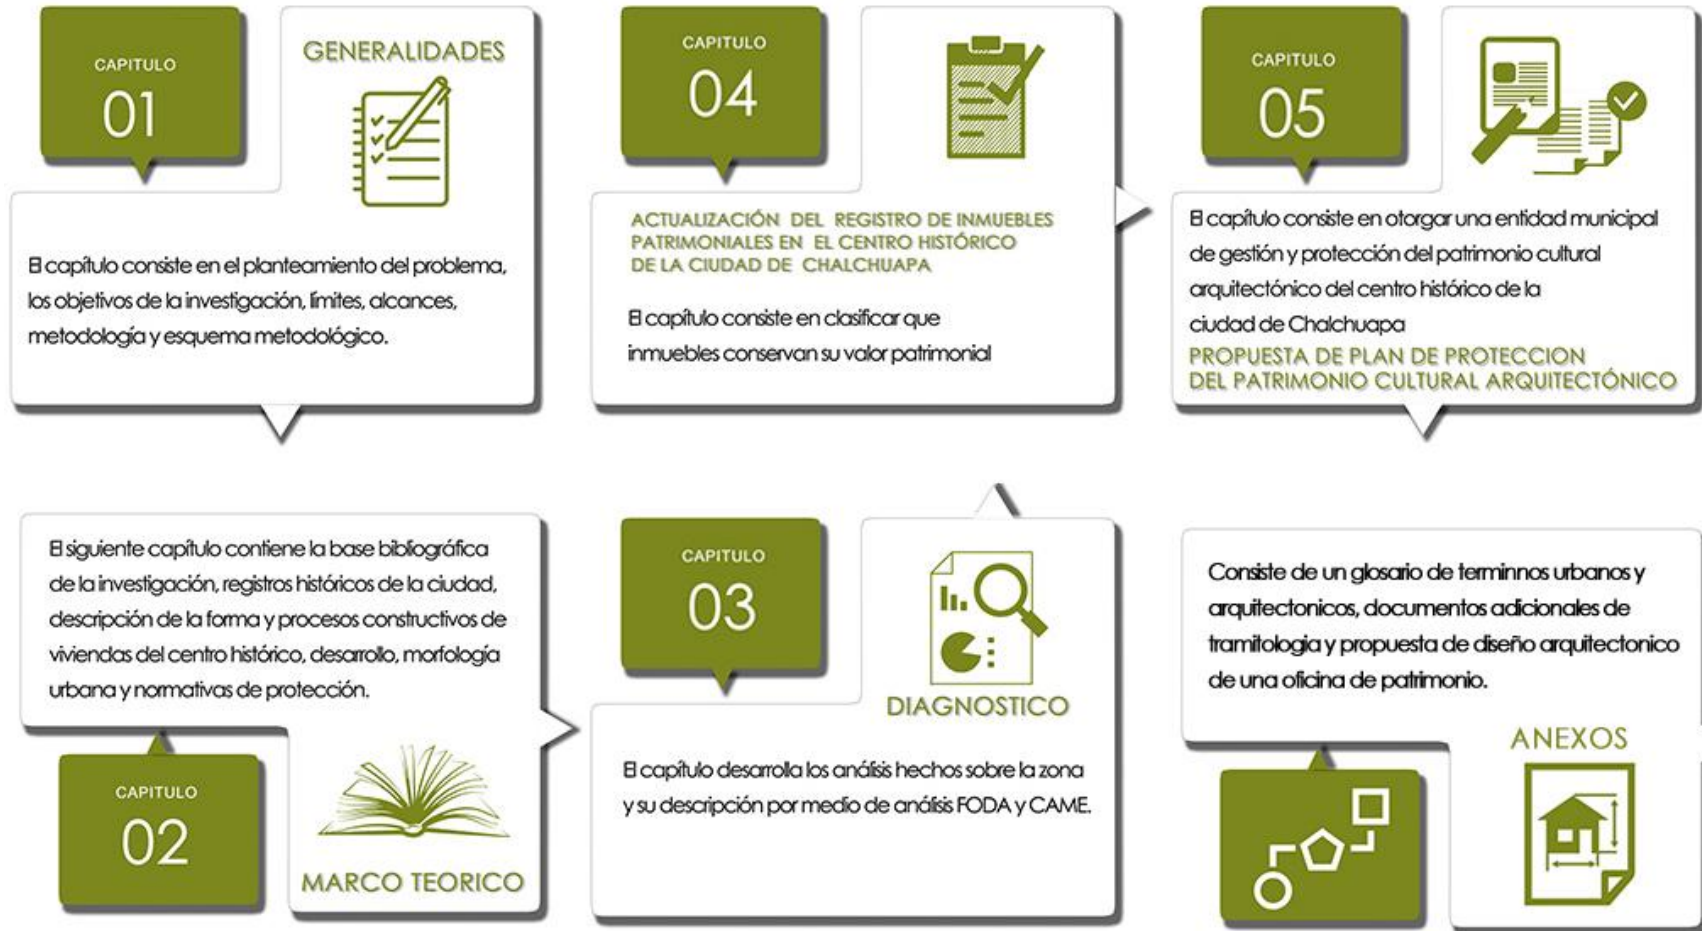 CAPITULO
01
GENERALIDADES
El capítulo consiste en el planteamiento del problema,
los objetivos de la investigación, límites, alcances,
metodología y esquema metodológico.
El siguiente capítulo contiene la base bibliográfica
de la investigación, registros históricos de la ciudad,
descripción de la forma y procesos constructivos de
viviendas del centro histórico, desarrollo, morfología
urbana y normativas de protección.
CAPITULO
02
MARCO TEORICO
CAPITULO
03
DIAGNOSTICO
El capítulo desarrolla los análisis hechos sobre la zona
y su descripción por medio de análisis FODA y CAME.
CAPITULO
04
ACTUALIZACIÓN DEL REGISTRO DE INMUEBLES
PATRIMONIALES EN EL CENTRO HISTÓRICO
DE LA CIUDAD DE CHALCHUAPA
El capítulo consiste en clasificar que
inmuebles conservan su valor patrimonial
CAPITULO
05
El capítulo consiste en otorgar una entidad municipal
de gestión y protección del patrimonio cultural
arquitectónico del centro histórico de la
ciudad de Chalchuapa
PROPUESTA DE PLAN DE PROTECCION
DEL PATRIMONIO CULTURAL ARQUITECTÓNICO
Consiste de un glosario de terminnos urbanos y
arquitectonicos, documentos adicionales de
tramitologia y propuesta de diseño arquitectonico
de una oficina de patrimonio.
ANEXOS